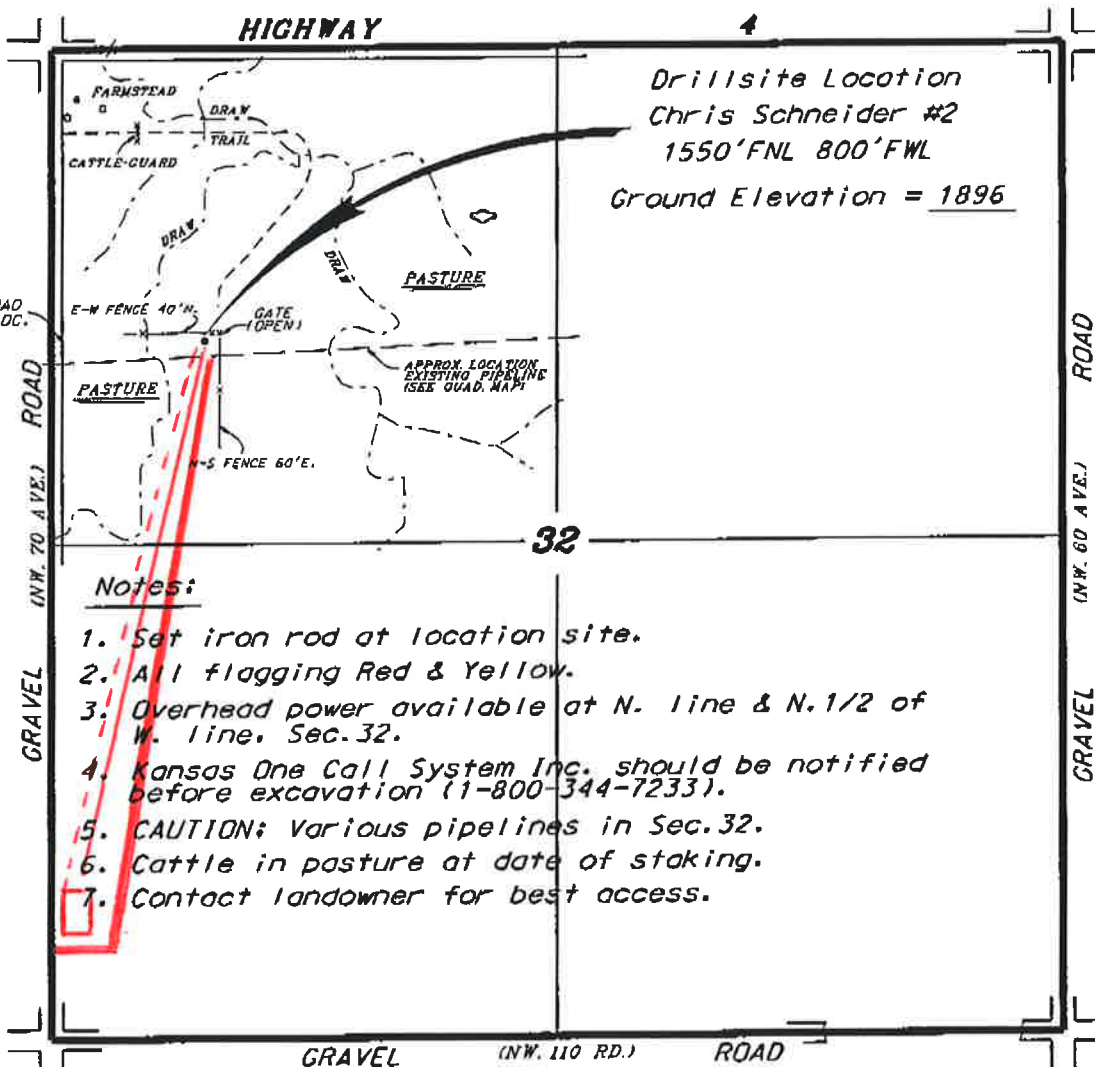 HIGHWAY 4
Drillsite Location
Chris Schneider #2
1550'FNL 800'FWL
Ground Elevation = 1896
FARMSTEAD
DRAW
TRAIL
CATTLE-GUARD
DRAW
DRAW
PASTURE
E-W FENCE 40'N.
GATE
(OPEN)
APPROX. LOCATION
EXISTING PIPELINE
(SEE QUAD. MAP)
PASTURE
N-S FENCE 60'E.
32
GRAVEL (NW. 70 AVE.) ROAD
GRAVEL (NW. 60 AVE.) ROAD
Notes:
1. Set iron rod at location site.
2. All flagging Red & Yellow.
3. Overhead power available at N. line & N. 1/2 of
W. line. Sec. 32.
4. Kansas One Call System Inc. should be notified
before excavation (1-800-344-7233).
5. CAUTION: Various pipelines in Sec. 32.
6. Cattle in pasture at date of staking.
7. Contact landowner for best access.
GRAVEL (NW. 110 RD.) ROAD